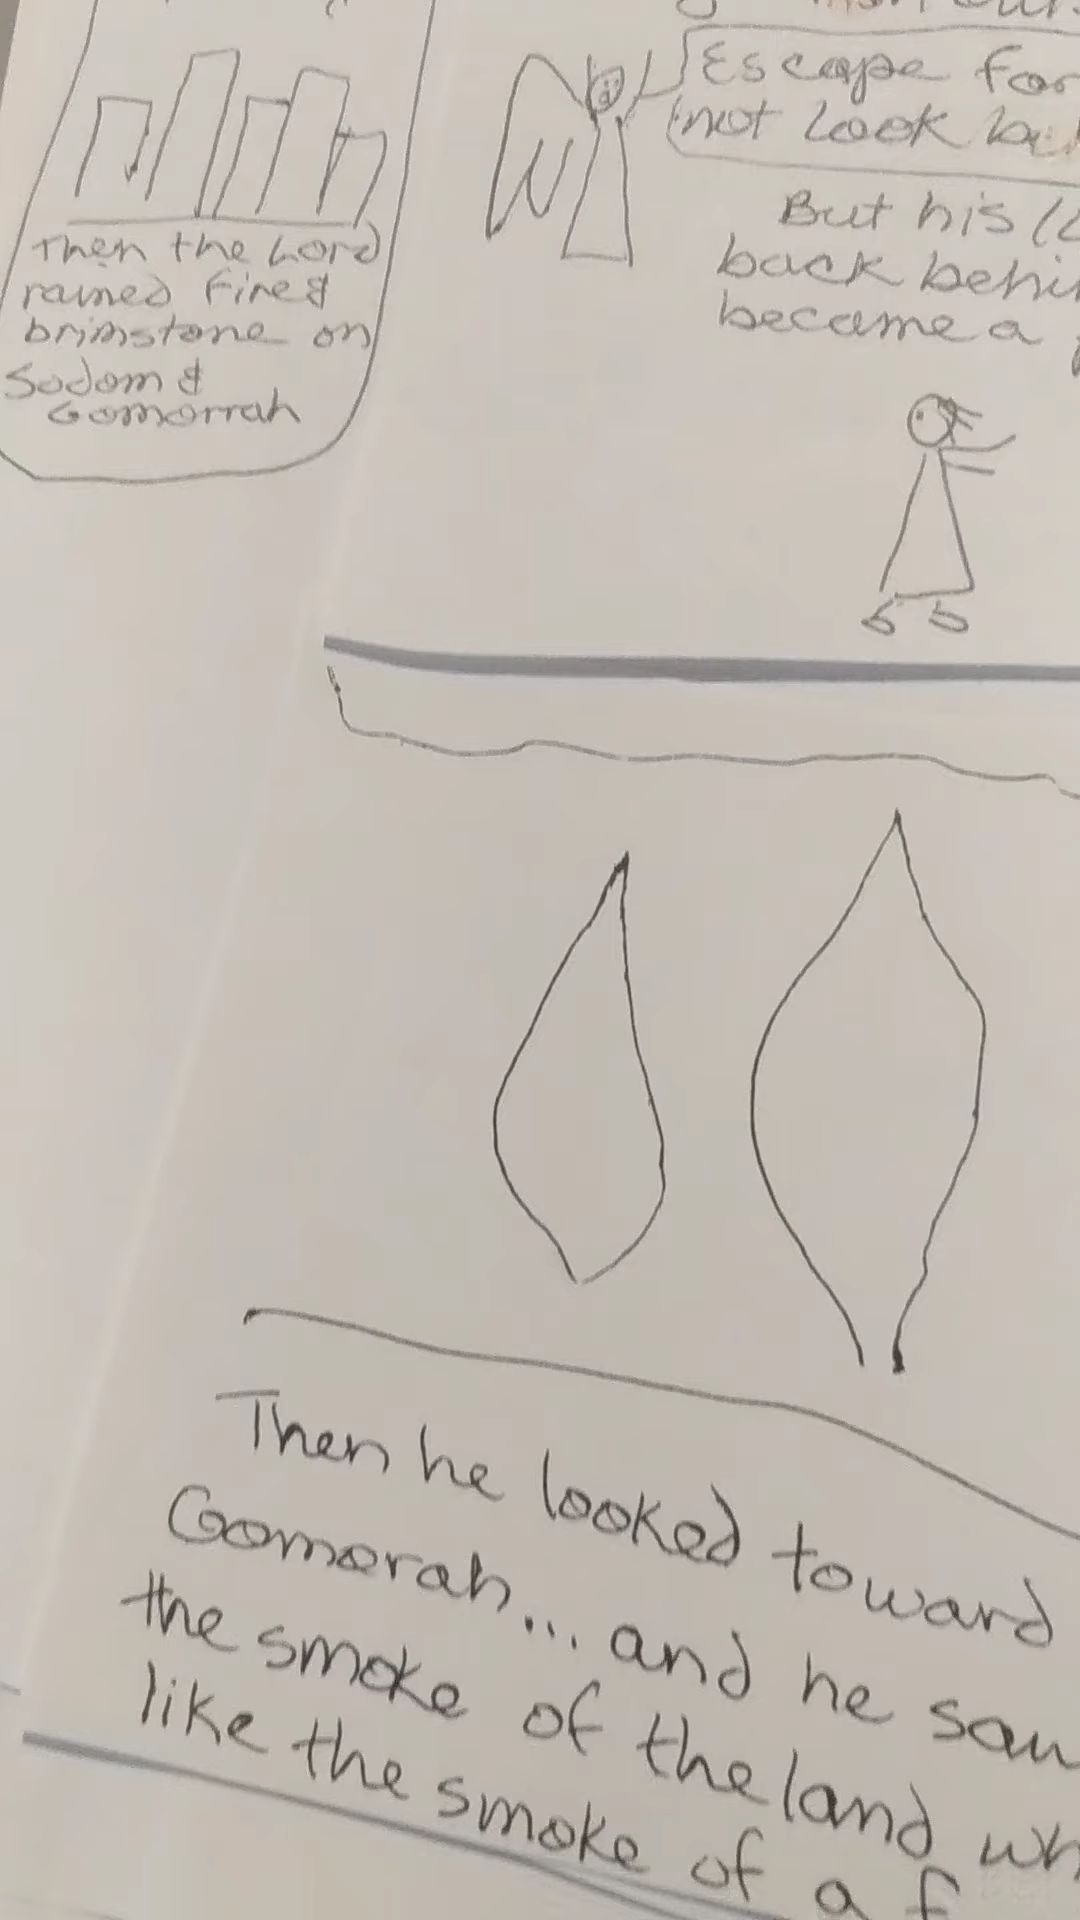 Then the Lord
rained fire &
brimstone on
Sodom &
Gomorrah
Escape for
not look
But his
back
became a
Then he looked toward
Gomorah... and he
the smoke of the land
like the smoke of a